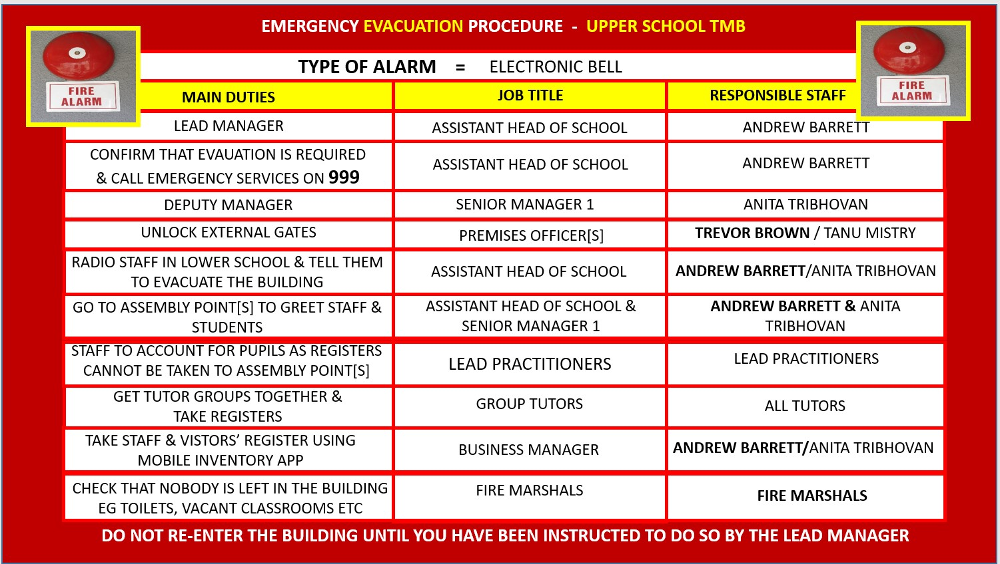 EMERGENCY EVACUATION PROCEDURE - UPPER SCHOOL TMB
FIRE
ALARM
FIRE
ALARM
TYPE OF ALARM = ELECTRONIC BELL
MAIN DUTIES
JOB TITLE
RESPONSIBLE STAFF
LEAD MANAGER
ASSISTANT HEAD OF SCHOOL
ANDREW BARRETT
CONFIRM THAT EVAUATION IS REQUIRED
& CALL EMERGENCY SERVICES ON 999
ASSISTANT HEAD OF SCHOOL
ANDREW BARRETT
DEPUTY MANAGER
SENIOR MANAGER 1
ANITA TRIBHOVAN
UNLOCK EXTERNAL GATES
PREMISES OFFICER[S]
TREVOR BROWN / TANU MISTRY
RADIO STAFF IN LOWER SCHOOL & TELL THEM
TO EVACUATE THE BUILDING
ASSISTANT HEAD OF SCHOOL
ANDREW BARRETT/ANITA TRIBHOVAN
GO TO ASSEMBLY POINT[S] TO GREET STAFF &
STUDENTS
ASSISTANT HEAD OF SCHOOL &
SENIOR MANAGER 1
ANDREW BARRETT & ANITA
TRIBHOVAN
STAFF TO ACCOUNT FOR PUPILS AS REGISTERS
CANNOT BE TAKEN TO ASSEMBLY POINT[S]
LEAD PRACTITIONERS
LEAD PRACTITIONERS
GET TUTOR GROUPS TOGETHER &
TAKE REGISTERS
GROUP TUTORS
ALL TUTORS
TAKE STAFF & VISTORS’ REGISTER USING
MOBILE INVENTORY APP
BUSINESS MANAGER
ANDREW BARRETT/ANITA TRIBHOVAN
CHECK THAT NOBODY IS LEFT IN THE BUILDING
EG TOILETS, VACANT CLASSROOMS ETC
FIRE MARSHALS
FIRE MARSHALS
DO NOT RE-ENTER THE BUILDING UNTIL YOU HAVE BEEN INSTRUCTED TO DO SO BY THE LEAD MANAGER